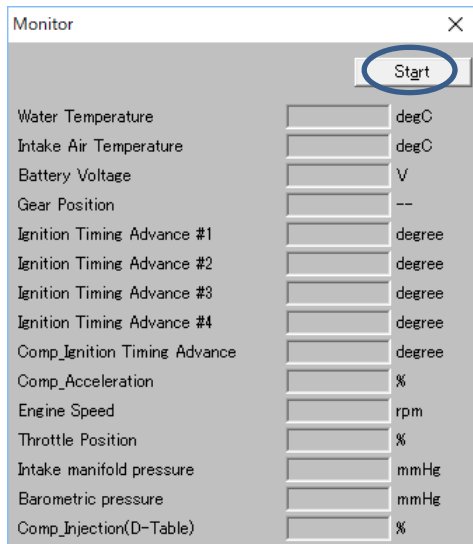 Monitor
Start
Water Temperature degC
Intake Air Temperature degC
Battery Voltage V
Gear Position --
Ignition Timing Advance #1 degree
Ignition Timing Advance #2 degree
Ignition Timing Advance #3 degree
Ignition Timing Advance #4 degree
Comp_Ignition Timing Advance degree
Comp_Acceleration %
Engine Speed rpm
Throttle Position %
Intake manifold pressure mmHg
Barometric pressure mmHg
Comp_Injection(D-Table) %